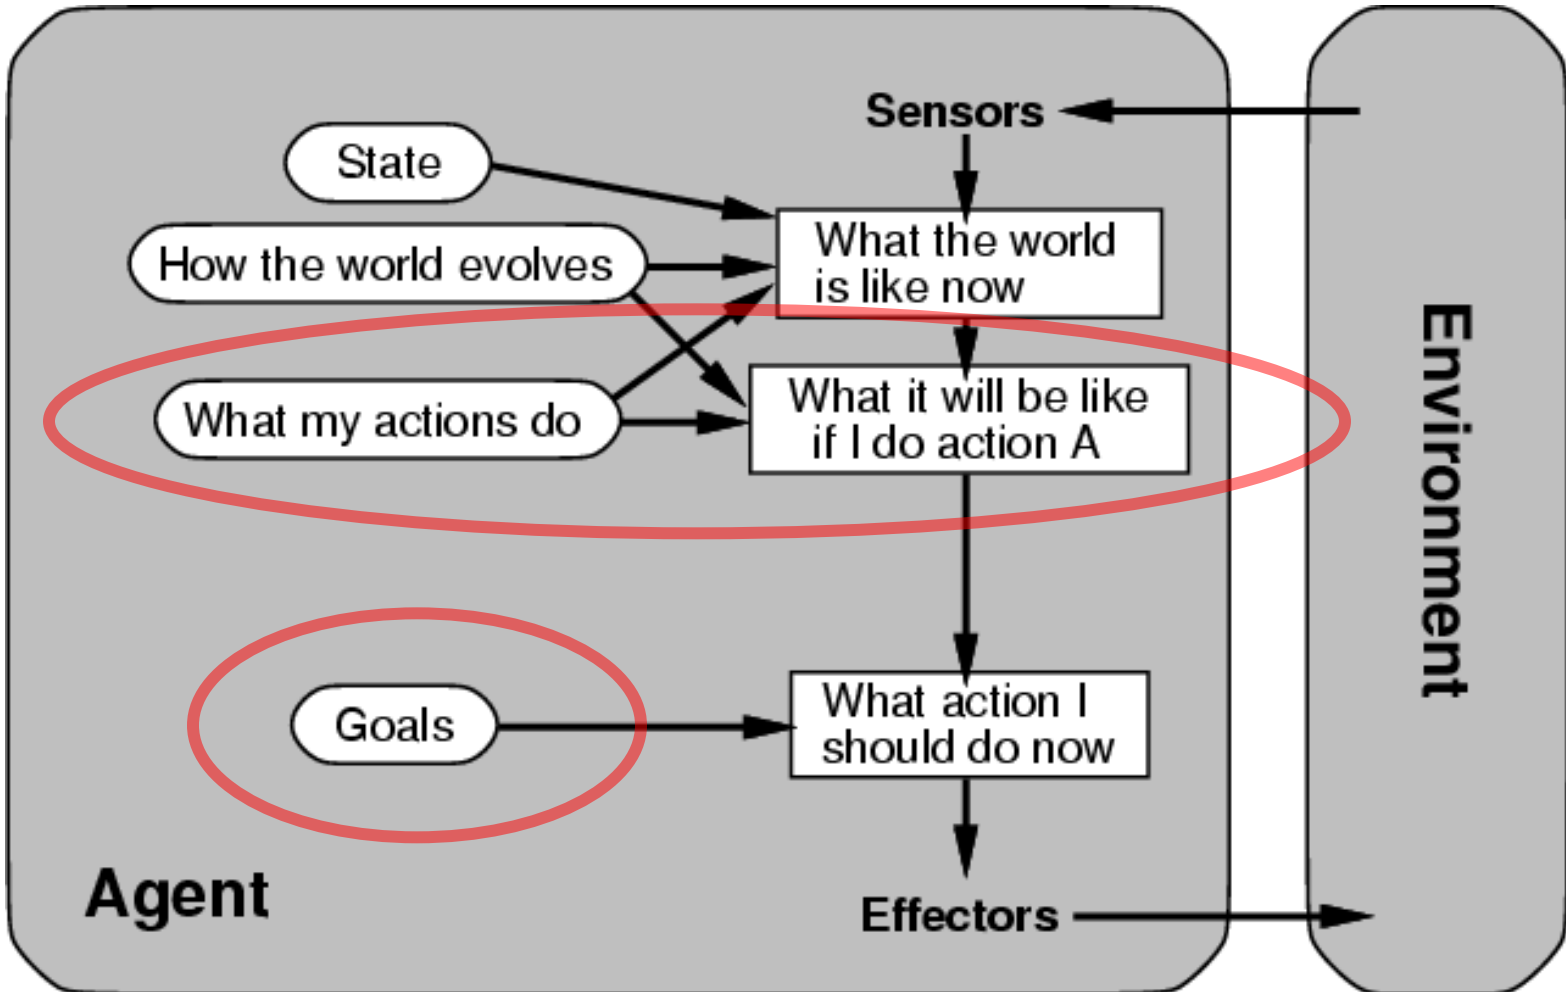 Sensors
State
What the world
is like now
How the world evolves
What my actions do
What it will be like
if I do action A
Environment
Goals
What action I
should do now
Agent
Effectors